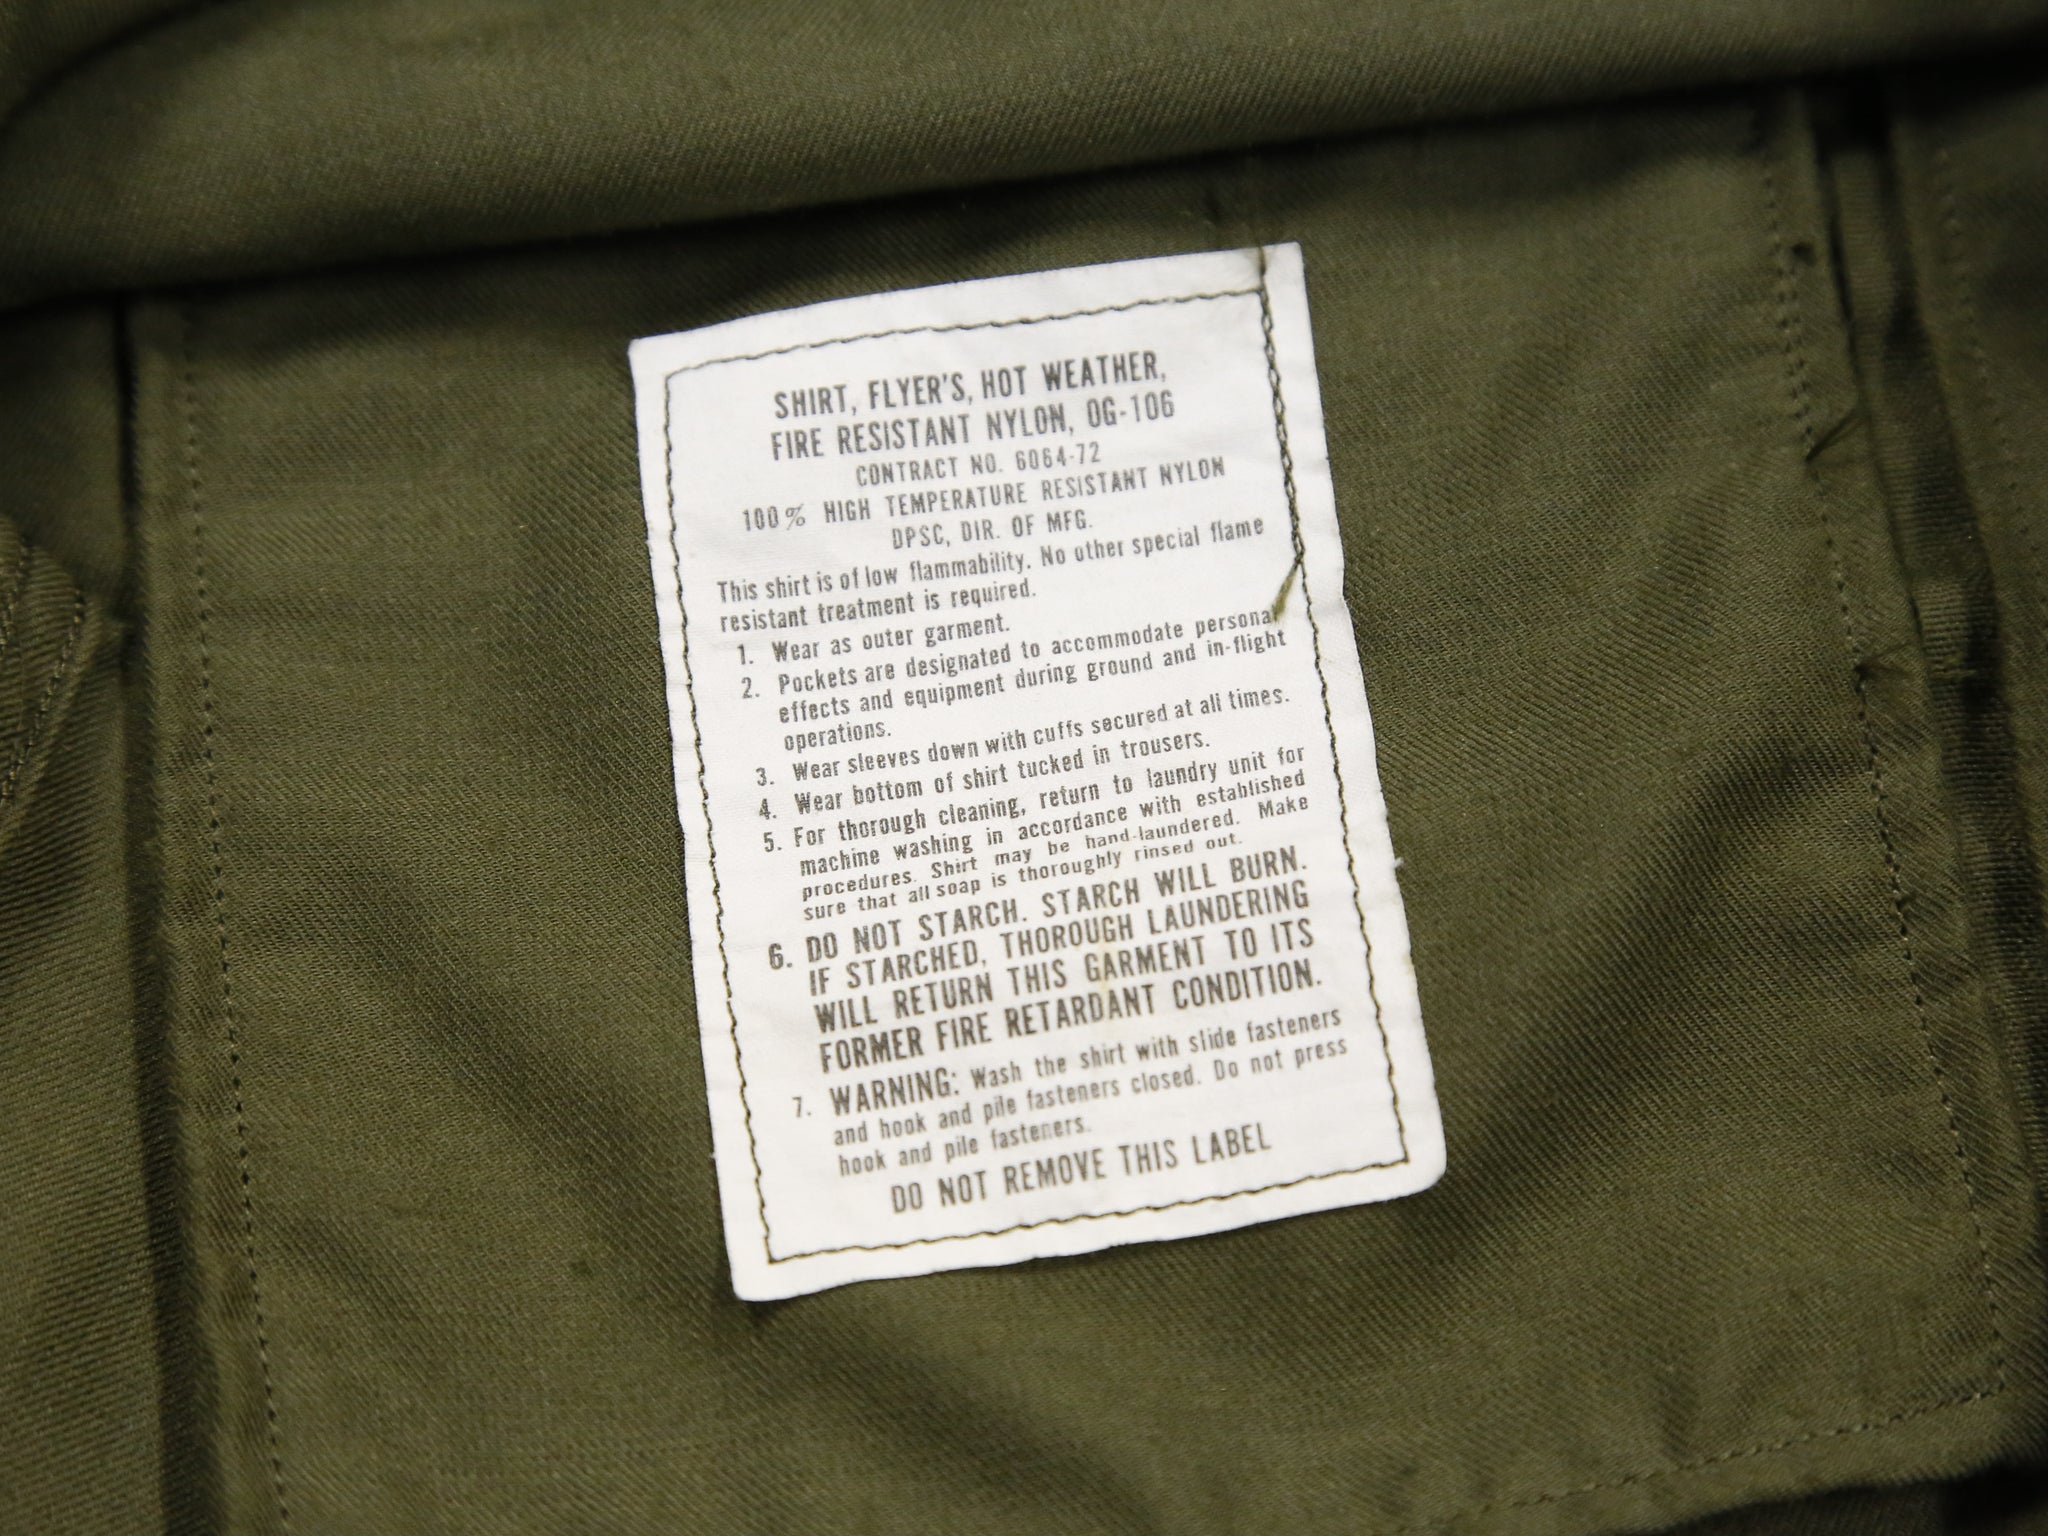 SHIRT, FLYER'S, HOT WEATHER,
FIRE RESISTANT NYLON, OG-106
CONTRACT NO. 6064-72
100% HIGH TEMPERATURE RESISTANT NYLON
DPSC, DIR. OF MFG.
This shirt is of low flammability. No other special flame
resistant treatment is required.
1. Wear as outer garment.
2. Pockets are designated to accommodate personal
effects and equipment during ground and in-flight
operations.
3. Wear sleeves down with cuffs secured at all times.
4. Wear bottom of shirt tucked in trousers.
5. For thorough cleaning, return to laundry unit for
machine washing in accordance with established
procedures. Shirt may be hand-laundered. Make
sure that all soap is thoroughly rinsed out.
6. DO NOT STARCH. STARCH WILL BURN.
IF STARCHED, THOROUGH LAUNDERING
WILL RETURN THIS GARMENT TO ITS
FORMER FIRE RETARDANT CONDITION.
7. WARNING: Wash the shirt with slide fasteners
and hook and pile fasteners closed. Do not press
hook and pile fasteners.
DO NOT REMOVE THIS LABEL